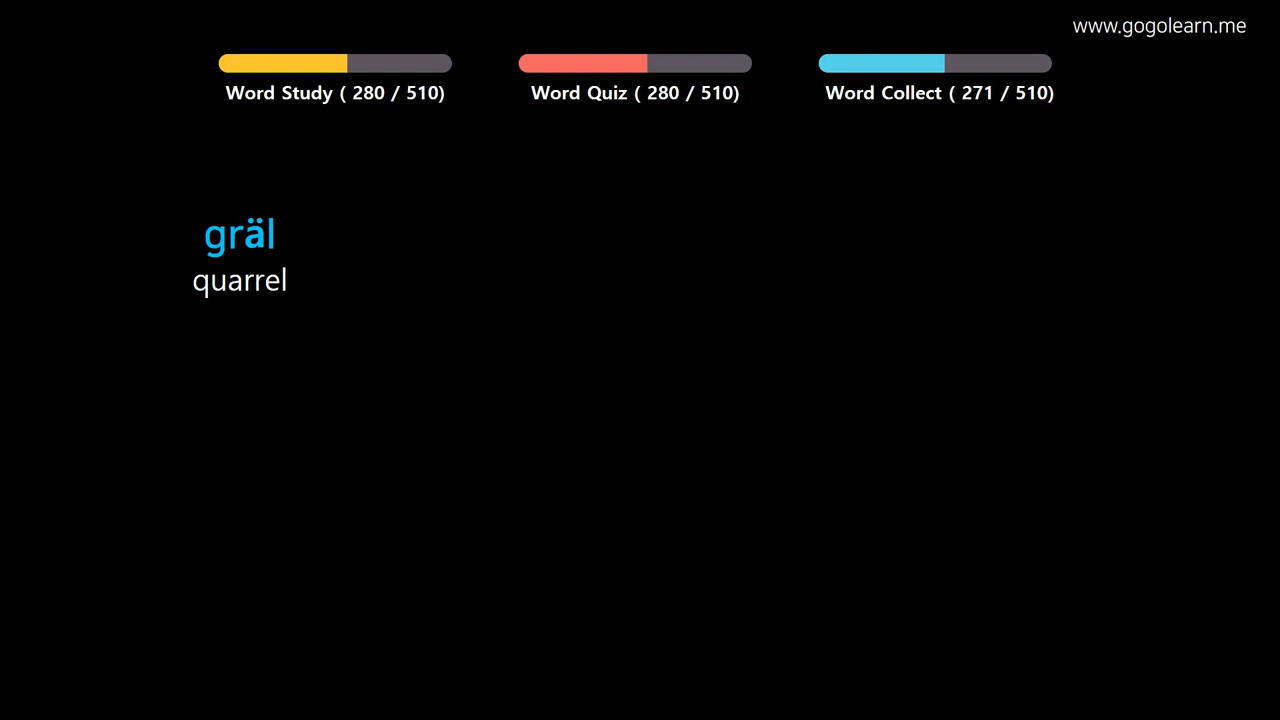 www.gogolearn.me
Word Study ( 280 / 510)
Word Quiz ( 280 / 510)
Word Collect ( 271 / 510)
gräl
quarrel